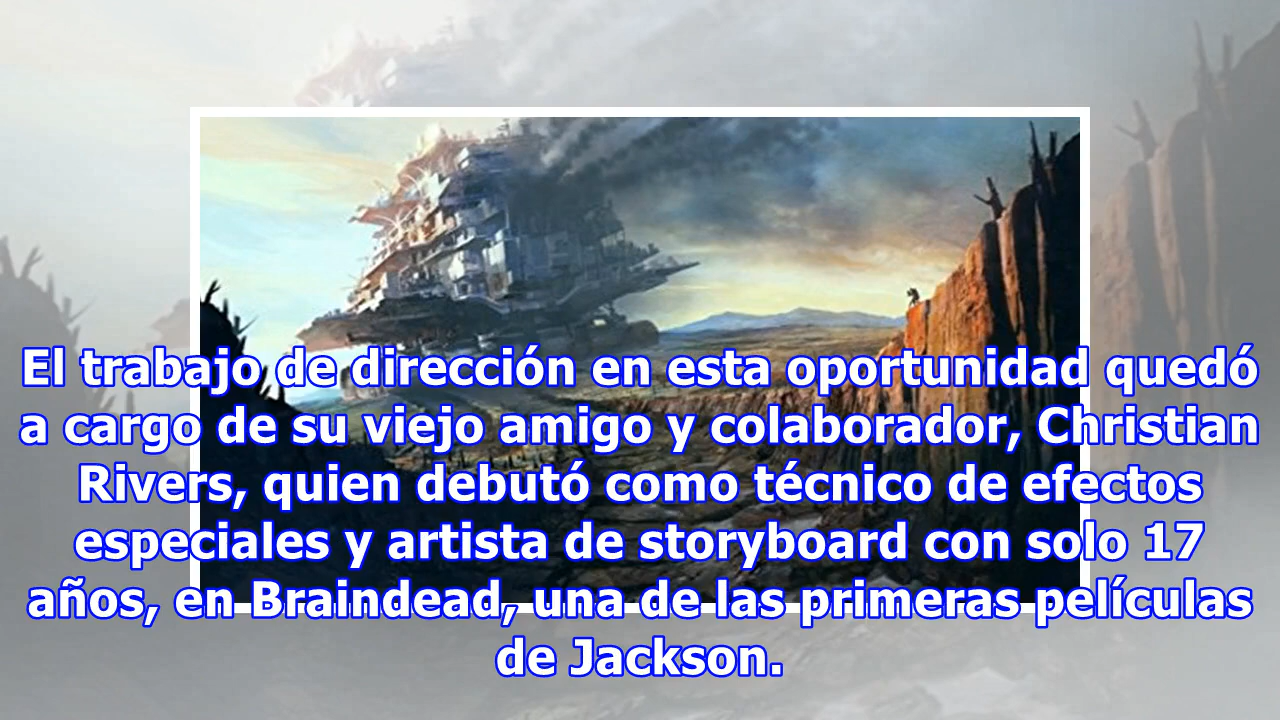 El trabajo de dirección en esta oportunidad quedó
a cargo de su viejo amigo y colaborador, Christian
Rivers, quien debutó como técnico de efectos
especiales y artista de storyboard con solo 17
años, en Braindead, una de las primeras películas
de Jackson.